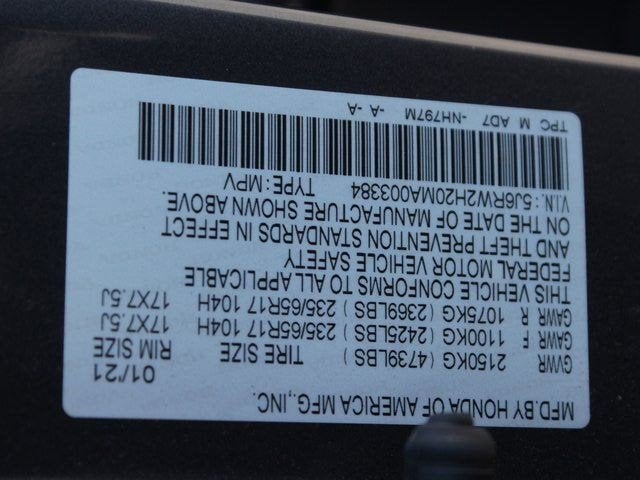 MFD.BY HONDA OF AMERICA MFG.,INC. 01/21
GVWR 2150KG ( 4739LBS ) TIRE SIZE RIM SIZE
GAWR F 1100KG ( 2425LBS ) 235/65R17 104H 17X7.5J
GAWR R 1075KG ( 2369LBS ) 235/65R17 104H 17X7.5J
THIS VEHICLE CONFORMS TO ALL APPLICABLE
FEDERAL MOTOR VEHICLE SAFETY
AND THEFT PREVENTION STANDARDS IN EFFECT
ON THE DATE OF MANUFACTURE SHOWN ABOVE.
V.I.N.: 5J6RW2H20MA003384 TYPE: MPV
TPC M AD7 -NH797M -A -A